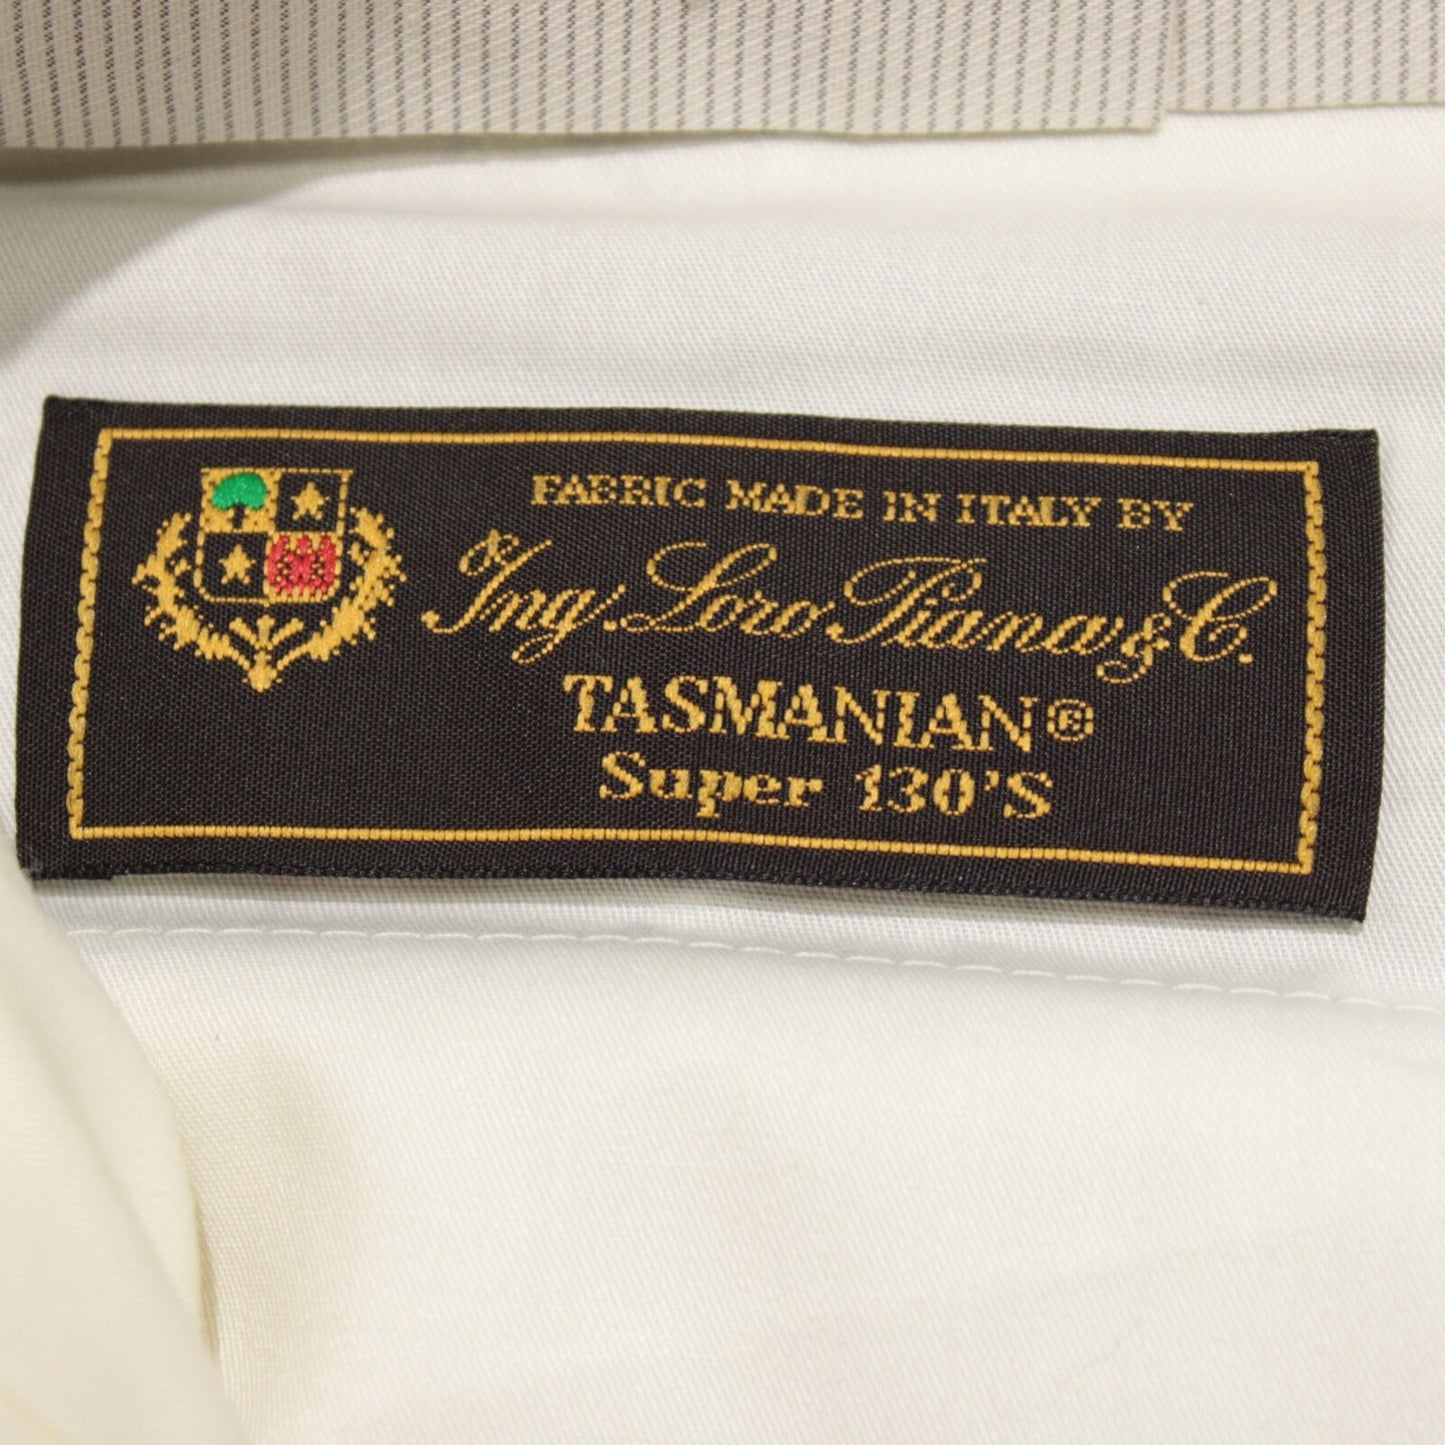 FABRIC MADE IN ITALY BY
Ing. Loro Piana & C.
TASMANIAN®
Super 130'S